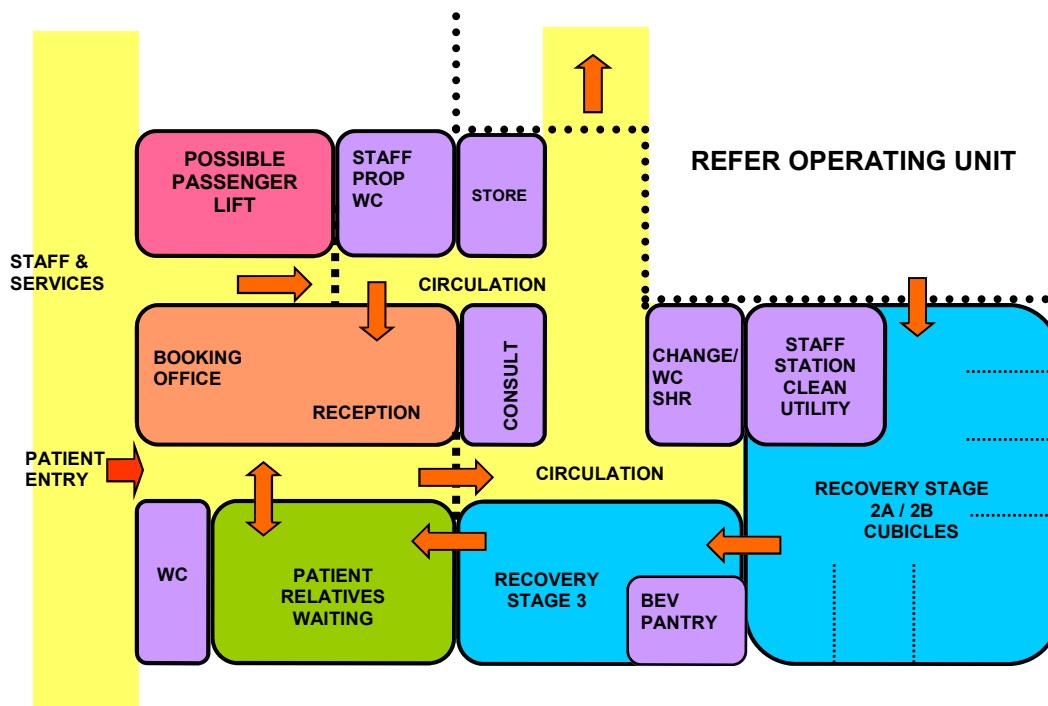 POSSIBLE
PASSENGER
LIFT
STAFF
PROP
WC
STORE
REFER OPERATING UNIT
STAFF &
SERVICES
CIRCULATION
BOOKING
OFFICE
RECEPTION
CONSULT
CHANGE/
WC
SHR
STAFF
STATION
CLEAN
UTILITY
PATIENT
ENTRY
CIRCULATION
RECOVERY STAGE
2A / 2B
CUBICLES
WC
PATIENT
RELATIVES
WAITING
RECOVERY
STAGE 3
BEV
PANTRY